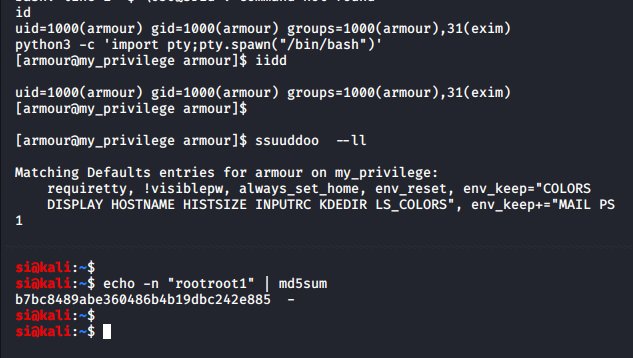 id
uid=1000(armour) gid=1000(armour) groups=1000(armour),31(exim)
python3 -c 'import pty;pty.spawn("/bin/bash")'
[armour@my_privilege armour]$ iidd
uid=1000(armour) gid=1000(armour) groups=1000(armour),31(exim)
[armour@my_privilege armour]$
[armour@my_privilege armour]$ ssuuddoo  --ll
Matching Defaults entries for armour on my_privilege:
    requiretty, !visiblepw, always_set_home, env_reset, env_keep="COLORS
    DISPLAY HOSTNAME HISTSIZE INPUTRC KDEDIR LS_COLORS", env_keep+="MAIL PS
1
si@kali:~$
si@kali:~$ echo -n "rootroot1" | md5sum
b7bc8489abe360486b4b19dbc242e885  -
si@kali:~$
si@kali:~$